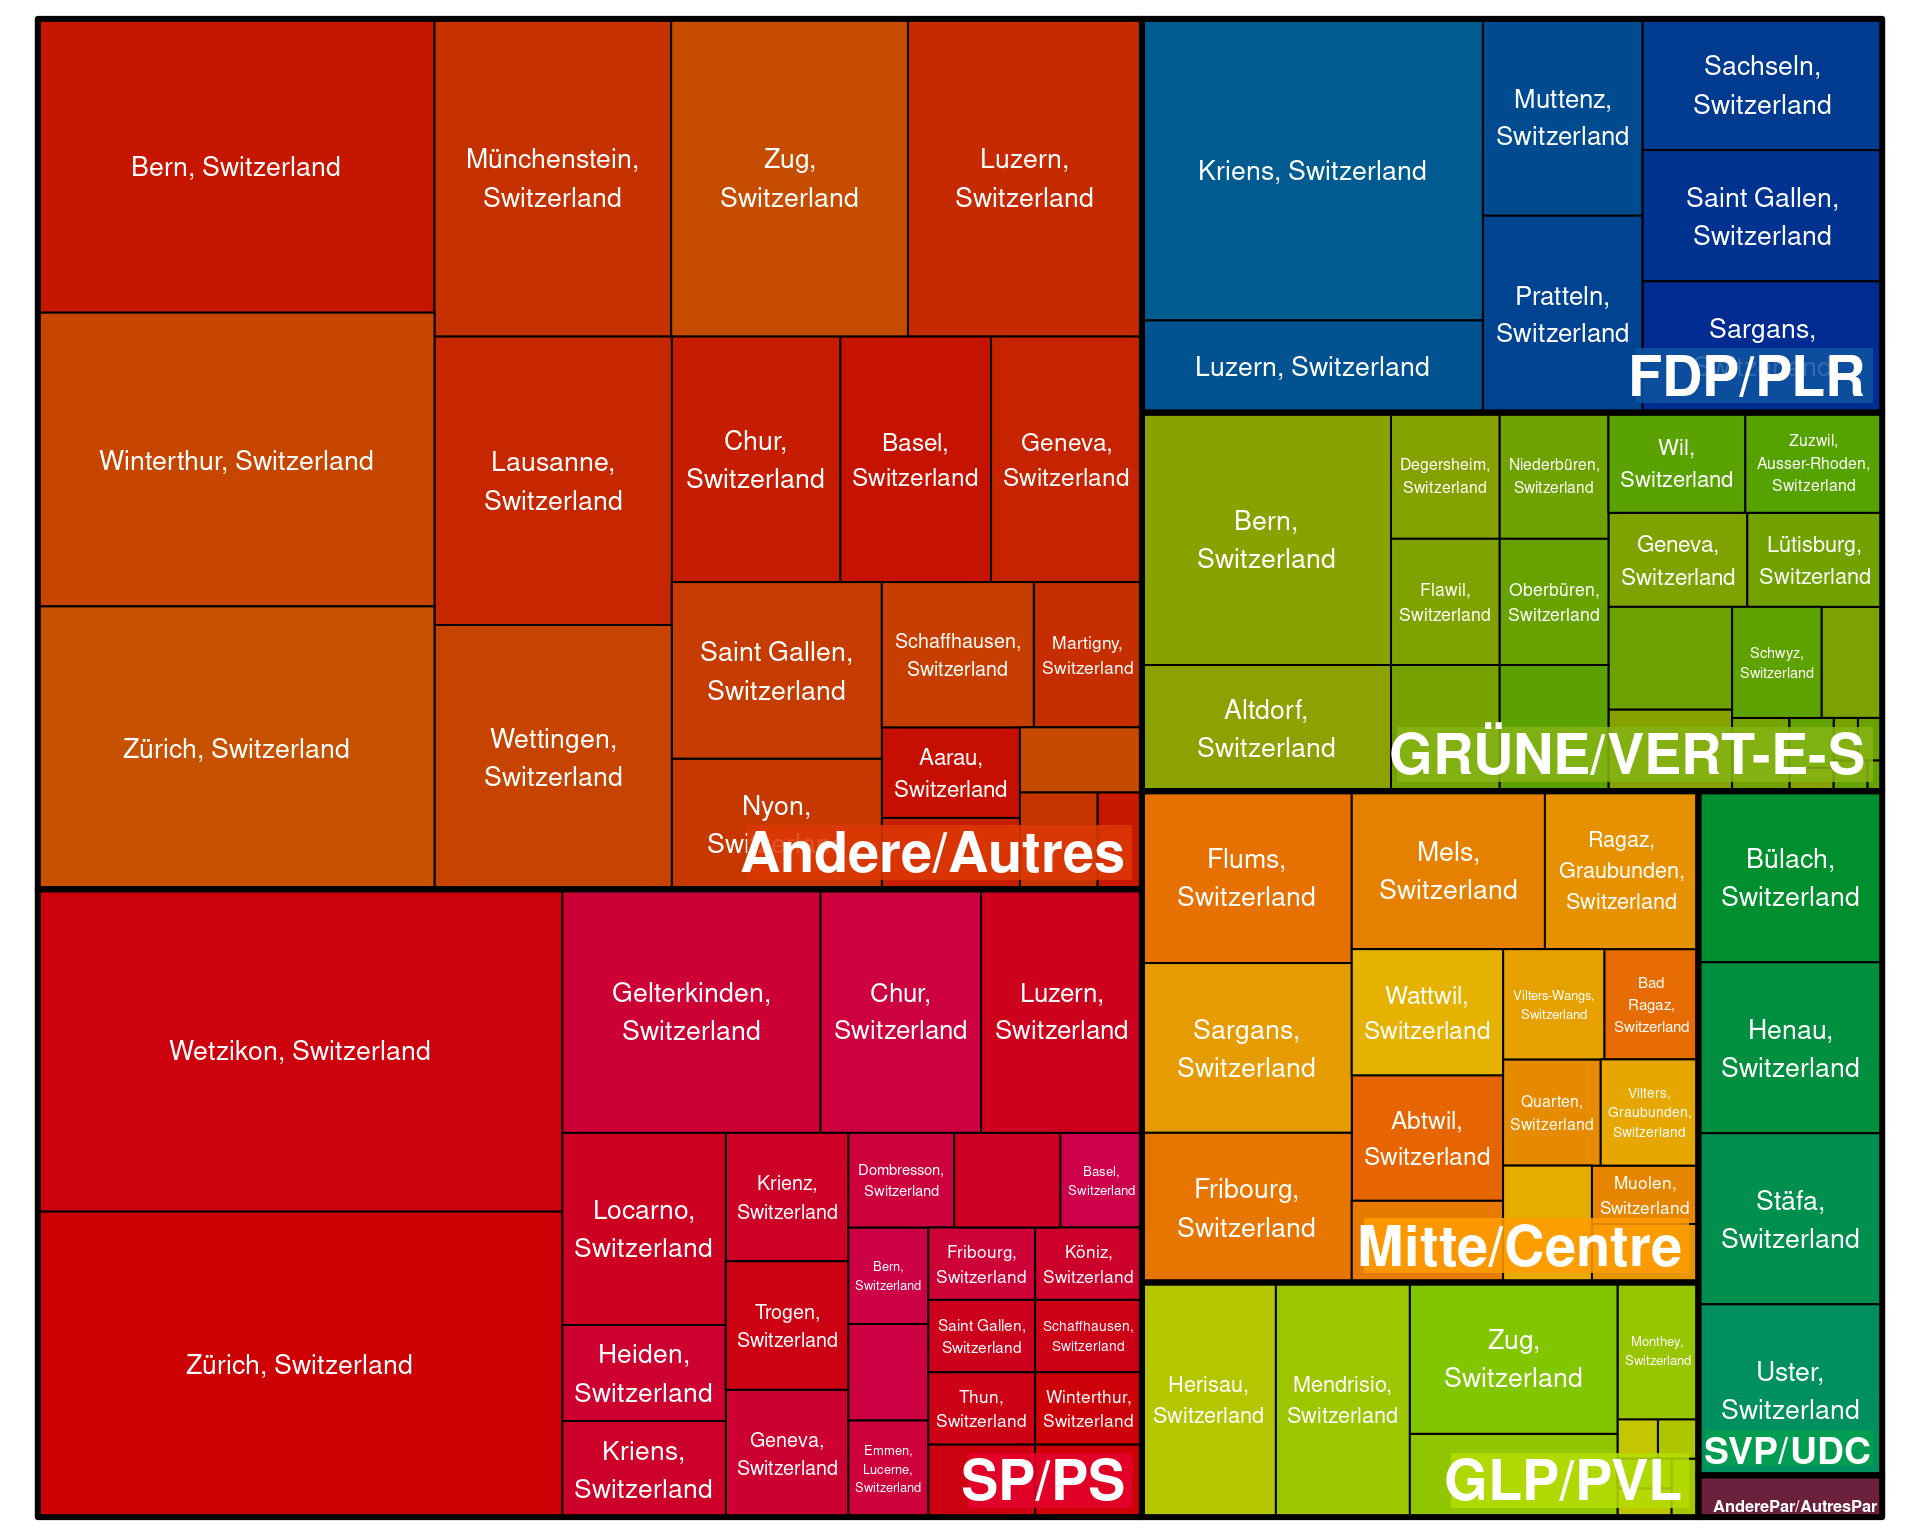 Bern, Switzerland
Münchenstein,
Switzerland
Zug,
Switzerland
Luzern,
Switzerland
Winterthur, Switzerland
Zürich, Switzerland
Lausanne,
Switzerland
Wettingen,
Switzerland
Chur,
Switzerland
Basel,
Switzerland
Geneva,
Switzerland
Saint Gallen,
Switzerland
Schaffhausen,
Switzerland
Martigny,
Switzerland
Aarau,
Switzerland
Nyon,
Switzerland
Andere/Autres
Kriens, Switzerland
Luzern, Switzerland
Muttenz,
Switzerland
Pratteln,
Switzerland
Sachseln,
Switzerland
Saint Gallen,
Switzerland
Sargans,
Switzerland
FDP/PLR
Bern,
Switzerland
Altdorf,
Switzerland
Degersheim,
Switzerland
Niederbüren,
Switzerland
Flawil,
Switzerland
Oberbüren,
Switzerland
Wil,
Switzerland
Zuzwil,
Ausser-Rhoden,
Switzerland
Geneva,
Switzerland
Lütisburg,
Switzerland
Schwyz,
Switzerland
GRÜNE/VERT-E-S
Wetzikon, Switzerland
Zürich, Switzerland
Gelterkinden,
Switzerland
Chur,
Switzerland
Luzern,
Switzerland
Locarno,
Switzerland
Heiden,
Switzerland
Kriens,
Switzerland
Krienz,
Switzerland
Trogen,
Switzerland
Geneva,
Switzerland
Dombresson,
Switzerland
Basel,
Switzerland
Bern,
Switzerland
Fribourg,
Switzerland
Köniz,
Switzerland
Saint Gallen,
Switzerland
Schaffhausen,
Switzerland
Thun,
Switzerland
Winterthur,
Switzerland
Emmen,
Lucerne,
Switzerland
SP/PS
Flums,
Switzerland
Mels,
Switzerland
Ragaz,
Graubunden,
Switzerland
Sargans,
Switzerland
Fribourg,
Switzerland
Wattwil,
Switzerland
Vilters-Wangs,
Switzerland
Bad
Ragaz,
Switzerland
Abtwil,
Switzerland
Quarten,
Switzerland
Vilters,
Graubunden,
Switzerland
Muolen,
Switzerland
Mitte/Centre
Herisau,
Switzerland
Mendrisio,
Switzerland
Zug,
Switzerland
Monthey,
Switzerland
GLP/PVL
Bülach,
Switzerland
Henau,
Switzerland
Stäfa,
Switzerland
Uster,
Switzerland
SVP/UDC
AnderePar/AutresPar